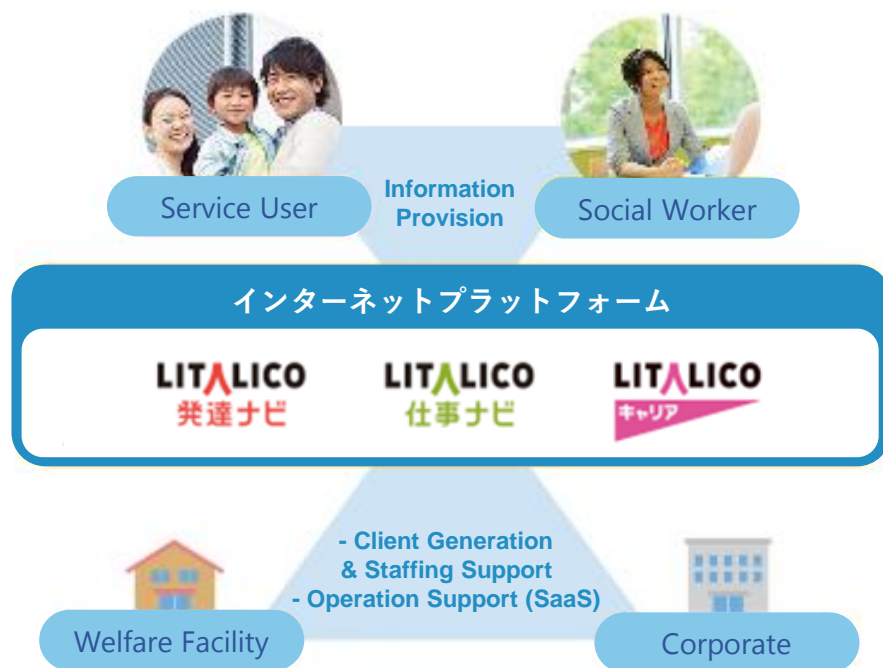 Information
Provision
Service User
Social Worker
インターネットプラットフォーム
LITALICO
発達ナビ
LITALICO
仕事ナビ
LITALICO
キャリア
- Client Generation
& Staffing Support
- Operation Support (SaaS)
Welfare Facility
Corporate